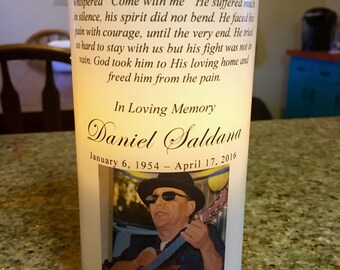 whispered "Come with me" He suffered much
in silence, his spirit did not bend. He faced his
pain with courage, until the very end. He tried
so hard to stay with us but his fight was not in
vain. God took him to His loving home and
freed him from the pain.
In Loving Memory
Daniel Saldana
January 6, 1954 – April 17, 2016